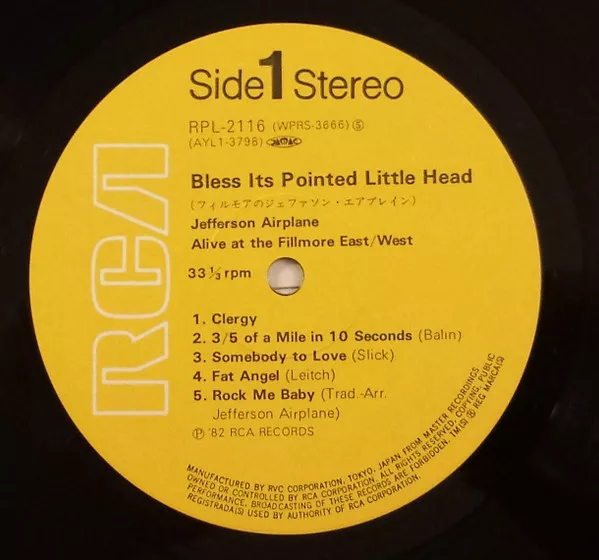 RCA
Side 1 Stereo
RPL-2116 (WPRS-3666) Ⓢ
(AYL1-3798) JASRAC
Bless Its Pointed Little Head
(フィルモアのジェファソン・エアプレイン)
Jefferson Airplane
Alive at the Fillmore East/West
33 1/3 rpm
1. Clergy
2. 3/5 of a Mile in 10 Seconds (Balin)
3. Somebody to Love (Slick)
4. Fat Angel (Leitch)
5. Rock Me Baby (Trad.-Arr.
Jefferson Airplane)
Ⓟ '82 RCA RECORDS
MANUFACTURED BY RVC CORPORATION, TOKYO, JAPAN FROM MASTER RECORDINGS
OWNED OR CONTROLLED BY RCA CORPORATION. ALL RIGHTS RESERVED. COPYING, PUBLIC
PERFORMANCE, BROADCASTING OF THESE RECORDS ARE FORBIDDEN. TM(S) ® REG MARCA(S)
REGISTRADA(S) USED BY AUTHORITY OF RCA CORPORATION.